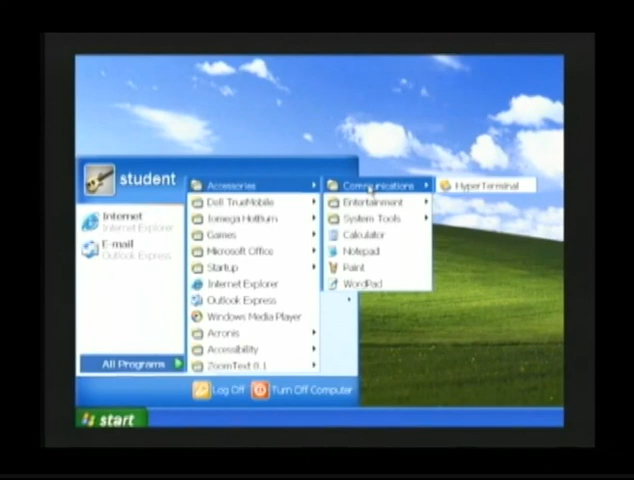 student
Internet
Internet Explorer
E-mail
Outlook Express
All Programs
Accessories
Dell TrueMobile
Iomega HotBurn
Games
Microsoft Office
Startup
Internet Explorer
Outlook Express
Windows Media Player
Acronis
Accessibility
ZoomText 8.1
Communications
Entertainment
System Tools
Calculator
Notepad
Paint
WordPad
HyperTerminal
Log Off
Turn Off Computer
start